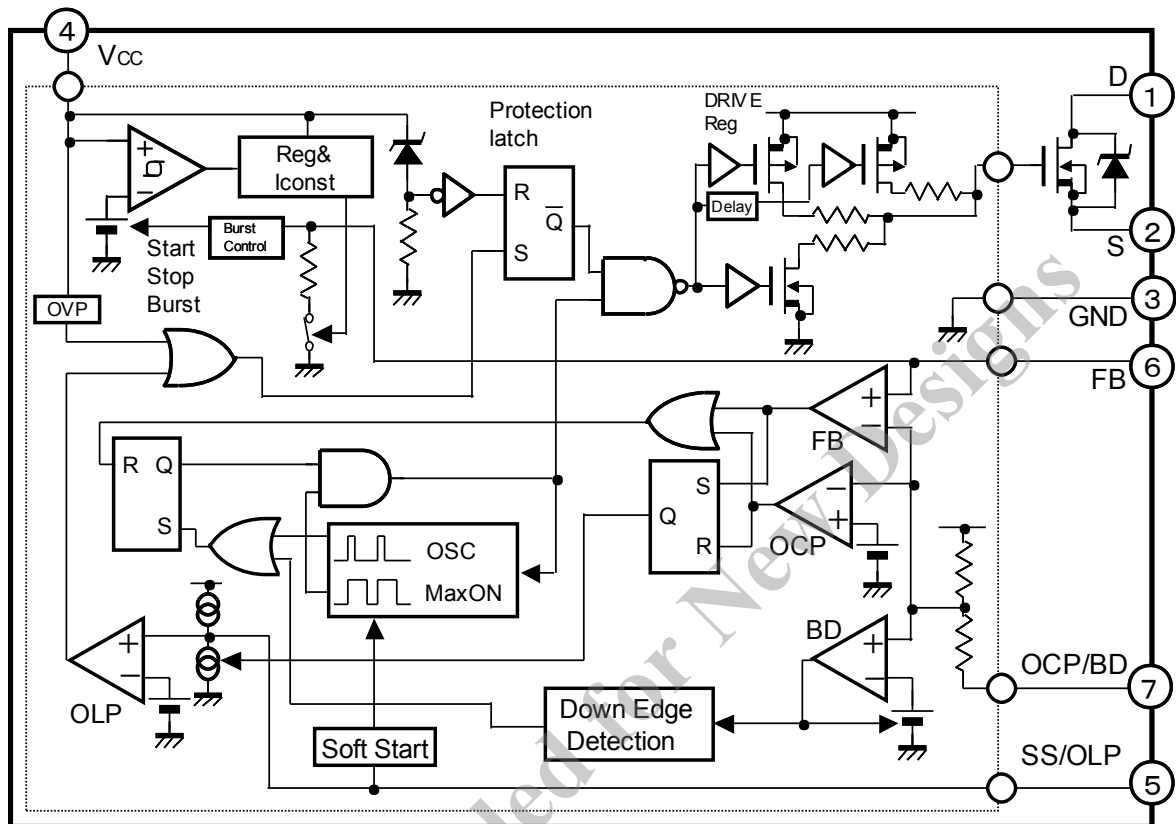 4
VCC
D
1
Protection
latch
DRIVE
Reg
+
−
Reg&
Iconst
R
Q
S
Delay
Burst
Control
Start
Stop
Burst
S
2
OVP
3
GND
6
FB
+
−
FB
R
Q
S
S
Q
R
−
+
OCP
OSC
MaxON
+
−
OLP
BD
+
−
OCP/BD
7
Down Edge
Detection
Soft Start
SS/OLP
5
led for New Designs